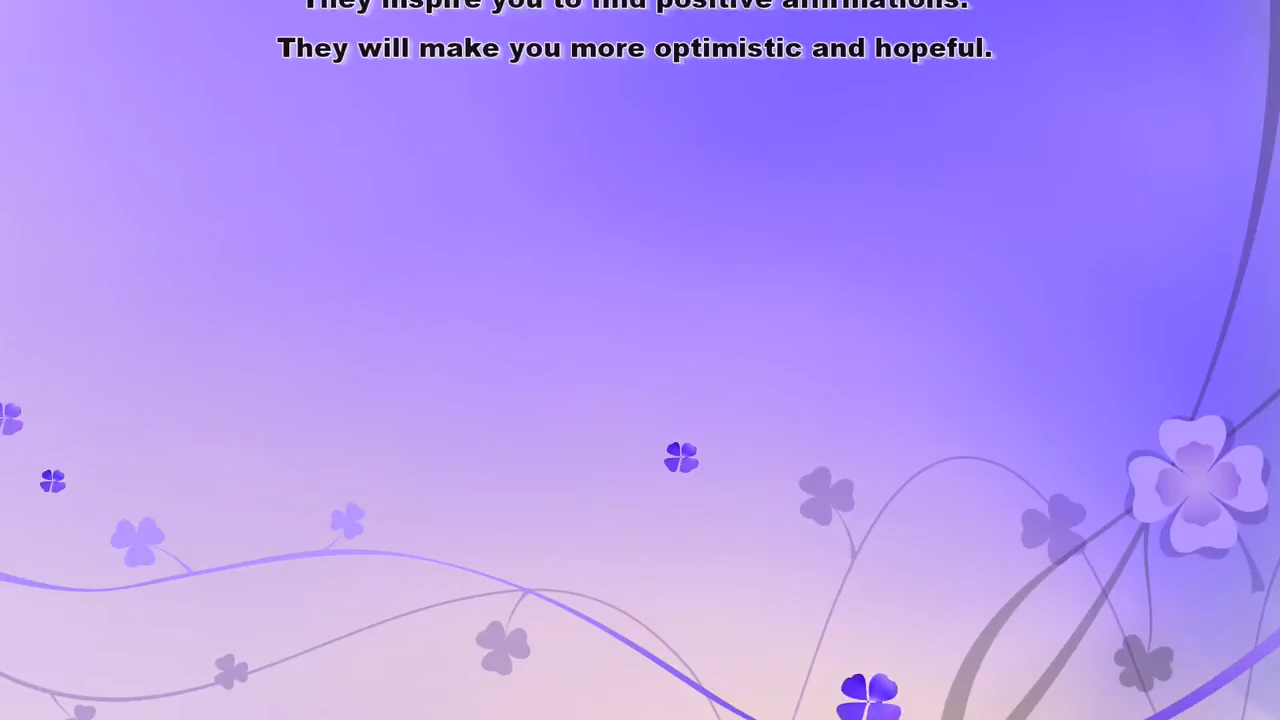 They inspire you to find positive affirmations.
They will make you more optimistic and hopeful.